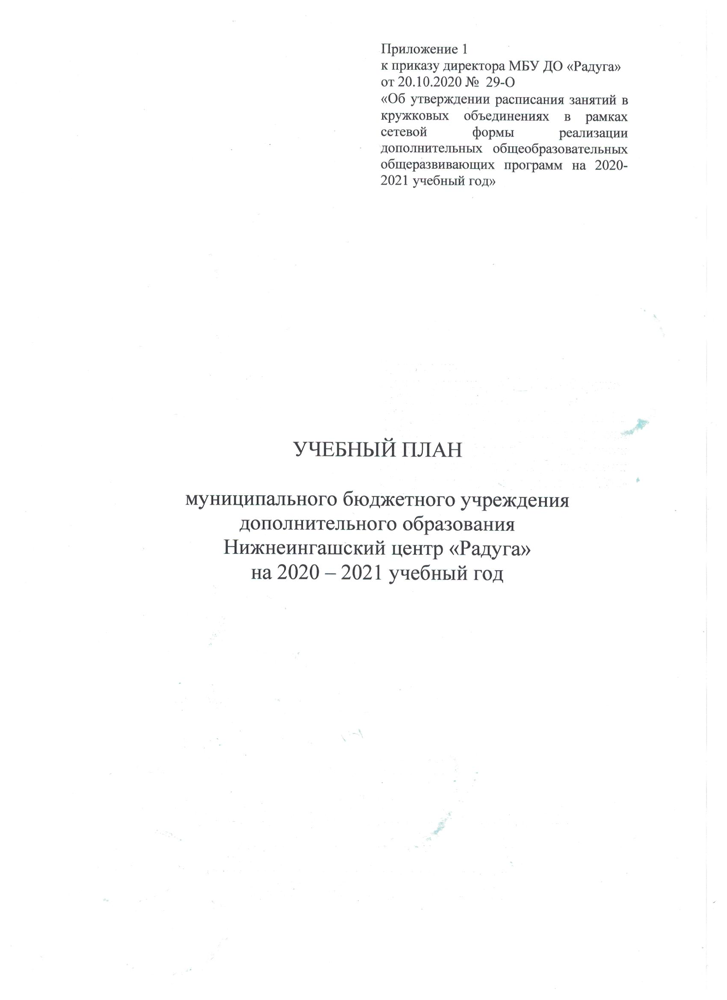 Приложение 1
к приказу директора МБУ ДО «Радуга»
от 20.10.2020 № 29-О
«Об утверждении расписания занятий в
кружковых объединениях в рамках
сетевой формы реализации
дополнительных общеобразовательных
общеразвивающих программ на 2020-
2021 учебный год»
УЧЕБНЫЙ ПЛАН
муниципального бюджетного учреждения
дополнительного образования
Нижнеингашский центр «Радуга»
на 2020 – 2021 учебный год